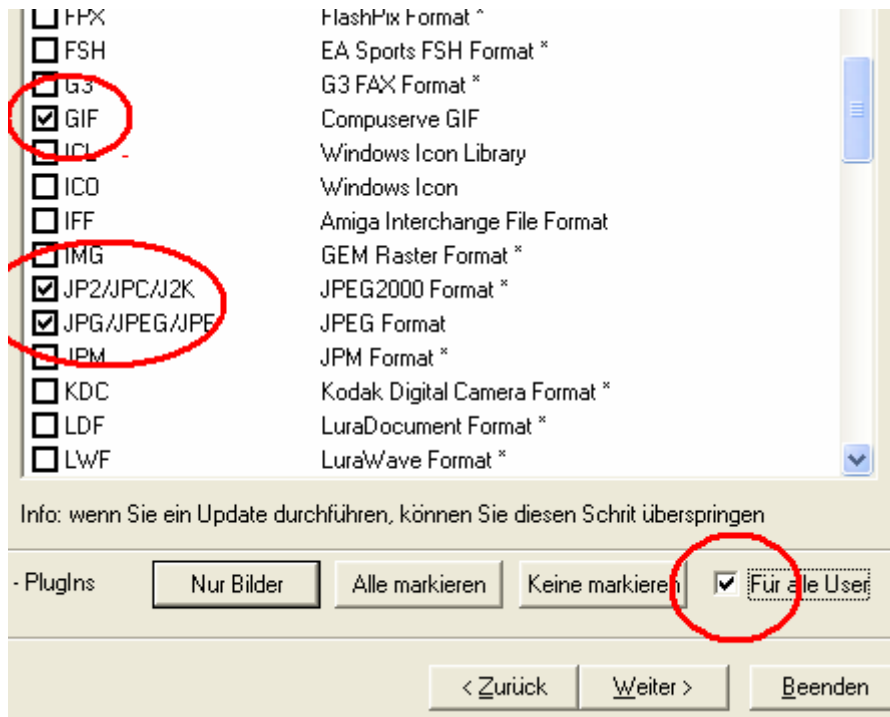 FPX FlashPix Format *
FSH EA Sports FSH Format *
G3 G3 FAX Format *
GIF Compuserve GIF
ICL Windows Icon Library
ICO Windows Icon
IFF Amiga Interchange File Format
IMG GEM Raster Format *
JP2/JPC/J2K JPEG2000 Format *
JPG/JPEG/JPE JPEG Format
JPM JPM Format *
KDC Kodak Digital Camera Format *
LDF LuraDocument Format *
LWF LuraWave Format *
Info: wenn Sie ein Update durchführen, können Sie diesen Schrit überspringen
- PlugIns Nur Bilder Alle markieren Keine markieren Für alle User
< Zurück Weiter > Beenden